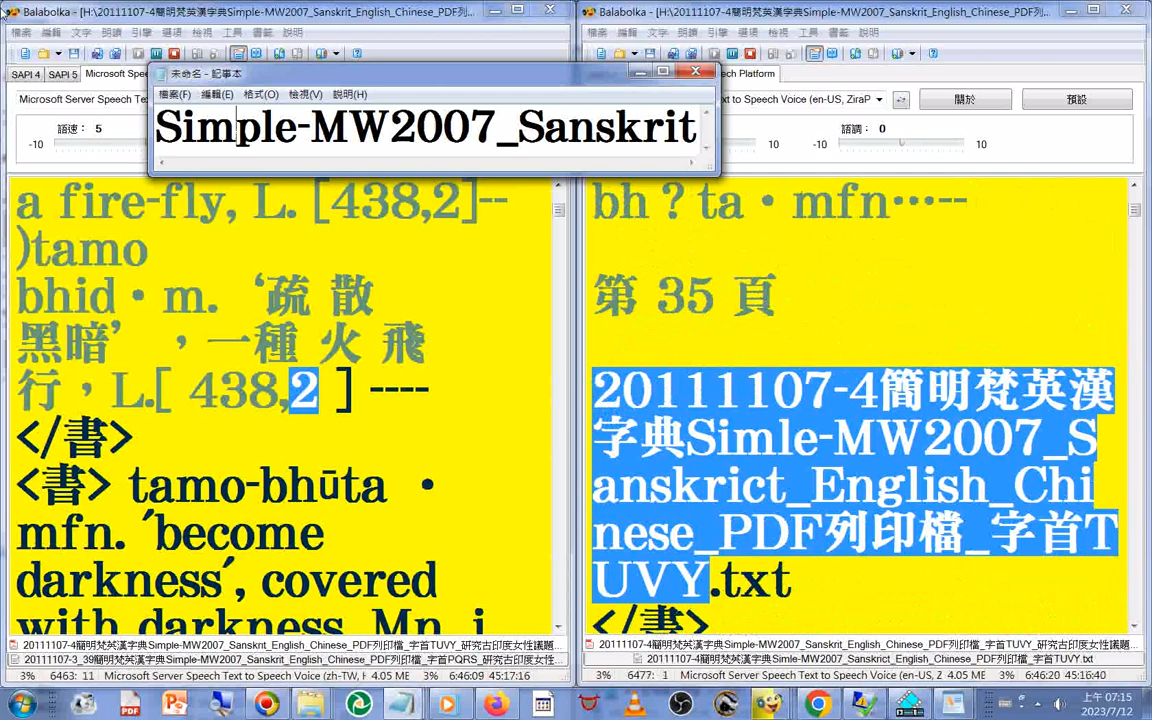 Balabolka - [H:\20111107-4簡明梵英漢字典Simple-MW2007_Sanskrit_English_Chinese_PDF列...
Balabolka - [H:\20111107-4簡明梵英漢字典Simple-MW2007_Sanskrit_English_Chinese_PDF列...
檔案 編輯 文字 朗讀 引擎 選項 檢視 工具 書籤 說明
檔案 編輯 文字 朗讀 引擎 選項 檢視 工具 書籤 說明
SAPI 4 SAPI 5 Microsoft Spe
ech Platform
未命名 - 記事本
檔案(F) 編輯(E) 格式(O) 檢視(V) 說明(H)
Simple-MW2007_Sanskrit
Microsoft Server Speech Text
xt to Speech Voice (en-US, ZiraP
關於
預設
語速： 5
-10
10
語調： 0
-10
10
a fire-fly, L. [438,2]--
)tamo
bhid・m.‘疏 散
黑暗’，一種 火 飛
行，L.[ 438,2 ] ----
</書>
<書> tamo-bhūta ・
mfn. ′become
darkness′, covered
with darkness, Mn. i
bh？ta・mfn…--
第 35 頁
20111107-4簡明梵英漢
字典Simle-MW2007_S
anskrict_English_Chi
nese_PDF列印檔_字首T
UVY.txt
</書>
20111107-4簡明梵英漢字典Simple-MW2007_Sanskrit_English_Chinese_PDF列印檔_字首TUVY_研究古印度女性議題...
20111107-3_39簡明梵英漢字典Simple-MW2007_Sanskrit_English_Chinese_PDF列印檔_字首PQRS_研究古印度女性...
3% 6463: 11 Microsoft Server Speech Text to Speech Voice (zh-TW, H 4.05 ME 3% 6:46:09 45:17:16
20111107-4簡明梵英漢字典Simple-MW2007_Sanskrit_English_Chinese_PDF列印檔_字首TUVY_研究古印度女性議題...
20111107-4簡明梵英漢字典Simle-MW2007_Sanskrict_English_Chinese_PDF列印檔_字首TUVY.txt
3% 6477: 1 Microsoft Server Speech Text to Speech Voice (en-US, Z 4.05 ME 3% 6:46:20 45:16:40
上午 07:15
2023/7/12